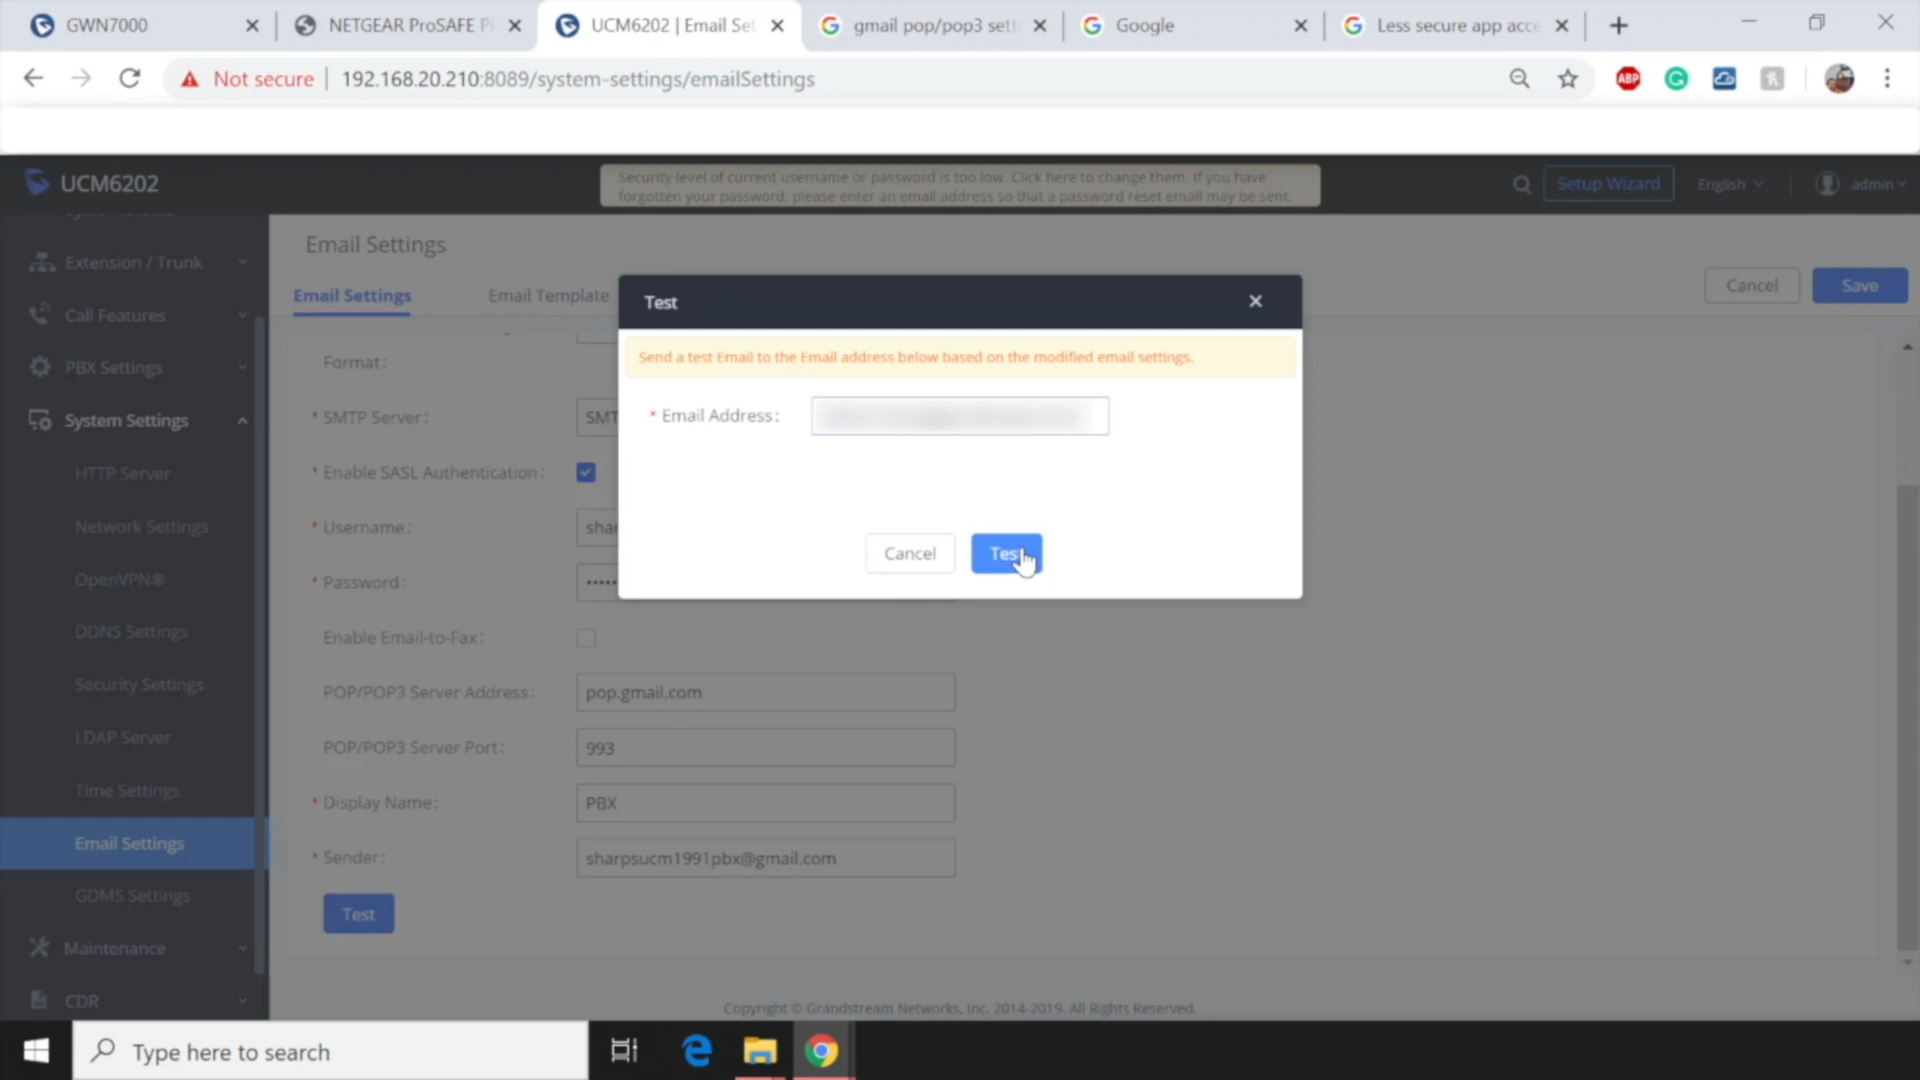 GWN7000
NETGEAR ProSAFE Pl
UCM6202 | Email Set
gmail pop/pop3 sett
Google
Less secure app acce
Not secure
192.168.20.210:8089/system-settings/emailSettings
ABP
UCM6202
Security level of current username or password is too low. Click here to change them. If you have
forgotten your password, please enter an email address so that a password reset email may be sent.
Setup Wizard
English
admin
Extension / Trunk
Call Features
PBX Settings
System Settings
HTTP Server
Network Settings
OpenVPN®
DDNS Settings
Security Settings
LDAP Server
Time Settings
Email Settings
GDMS Settings
Maintenance
CDR
Email Settings
Email Settings
Email Template
Cancel
Save
Format:
* SMTP Server:
SMT
* Enable SASL Authentication:
* Username:
shar
* Password:
•••••
Enable Email-to-Fax:
POP/POP3 Server Address:
pop.gmail.com
POP/POP3 Server Port:
993
* Display Name:
PBX
* Sender:
sharpsucm1991pbx@gmail.com
Test
Test
Send a test Email to the Email address below based on the modified email settings.
* Email Address:
Cancel
Test
Copyright © Grandstream Networks, Inc. 2014-2019. All Rights Reserved.
Type here to search